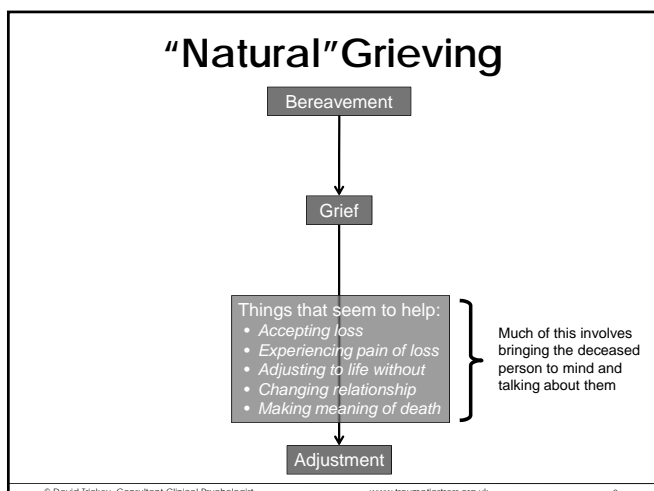 “Natural”Grieving
Bereavement
Grief
Things that seem to help:
• Accepting loss
• Experiencing pain of loss
• Adjusting to life without
• Changing relationship
• Making meaning of death
Much of this involves
bringing the deceased
person to mind and
talking about them
Adjustment